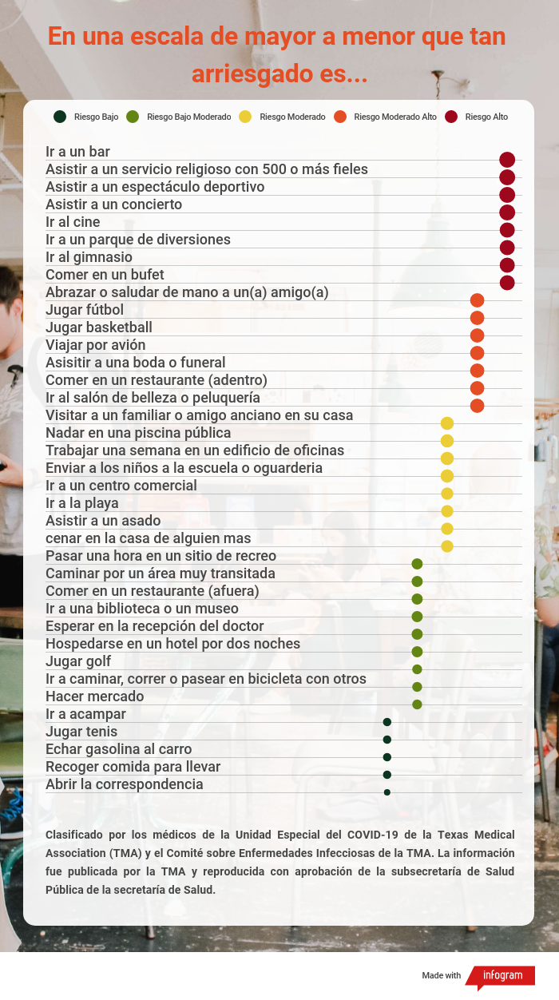 En una escala de mayor a menor que tan
arriesgado es...
Riesgo Bajo Riesgo Bajo Moderado Riesgo Moderado Riesgo Moderado Alto Riesgo Alto
Ir a un bar
Asistir a un servicio religioso con 500 o más fieles
Asistir a un espectáculo deportivo
Asistir a un concierto
Ir al cine
Ir a un parque de diversiones
Ir al gimnasio
Comer en un bufet
Abrazar o saludar de mano a un(a) amigo(a)
Jugar fútbol
Jugar basketball
Viajar por avión
Asisitir a una boda o funeral
Comer en un restaurante (adentro)
Ir al salón de belleza o peluquería
Visitar a un familiar o amigo anciano en su casa
Nadar en una piscina pública
Trabajar una semana en un edificio de oficinas
Enviar a los niños a la escuela o oguarderia
Ir a un centro comercial
Ir a la playa
Asistir a un asado
cenar en la casa de alguien mas
Pasar una hora en un sitio de recreo
Caminar por un área muy transitada
Comer en un restaurante (afuera)
Ir a una biblioteca o un museo
Esperar en la recepción del doctor
Hospedarse en un hotel por dos noches
Jugar golf
Ir a caminar, correr o pasear en bicicleta con otros
Hacer mercado
Ir a acampar
Jugar tenis
Echar gasolina al carro
Recoger comida para llevar
Abrir la correspondencia
Clasificado por los médicos de la Unidad Especial del COVID-19 de la Texas Medical
Association (TMA) y el Comité sobre Enfermedades Infecciosas de la TMA. La información
fue publicada por la TMA y reproducida con aprobación de la subsecretaría de Salud
Pública de la secretaría de Salud.
Made with infogram